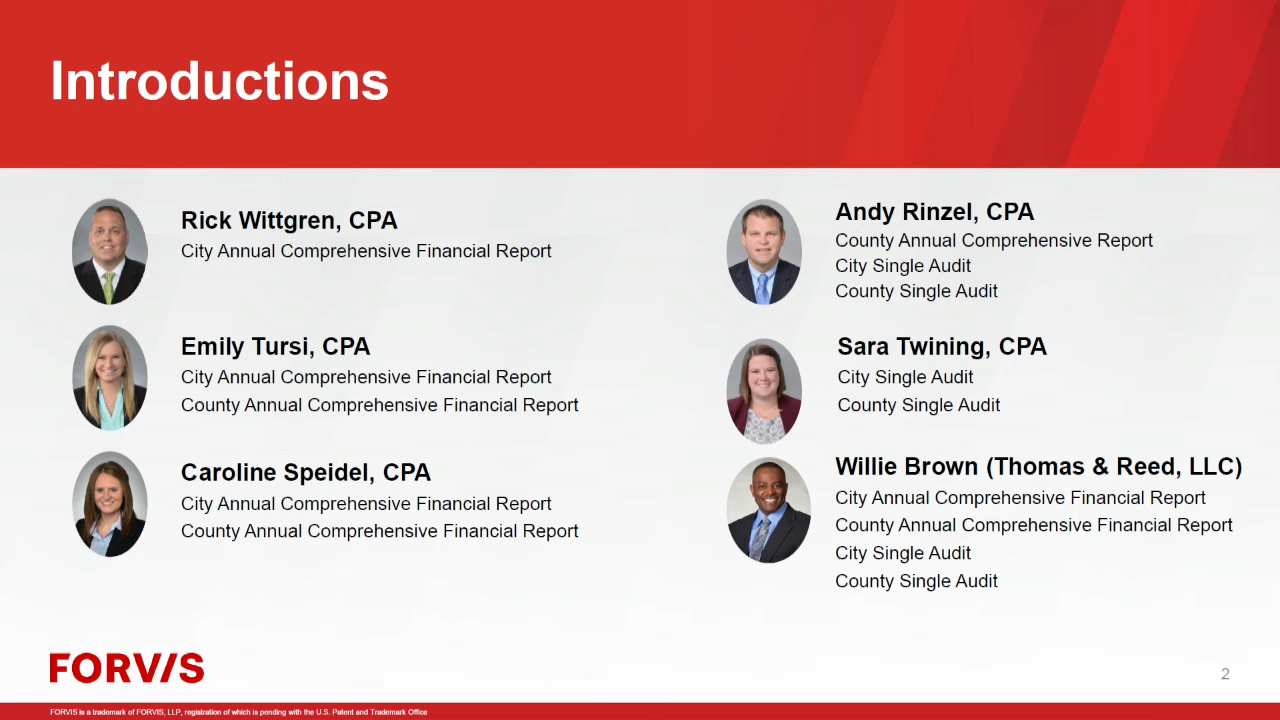 Introductions
Rick Wittgren, CPA
City Annual Comprehensive Financial Report
Emily Tursi, CPA
City Annual Comprehensive Financial Report
County Annual Comprehensive Financial Report
Caroline Speidel, CPA
City Annual Comprehensive Financial Report
County Annual Comprehensive Financial Report
Andy Rinzel, CPA
County Annual Comprehensive Report
City Single Audit
County Single Audit
Sara Twining, CPA
City Single Audit
County Single Audit
Willie Brown (Thomas & Reed, LLC)
City Annual Comprehensive Financial Report
County Annual Comprehensive Financial Report
City Single Audit
County Single Audit
FORVIS
2
FORVIS is a trademark of FORVIS, LLP, registration of which is pending with the U.S. Patent and Trademark Office